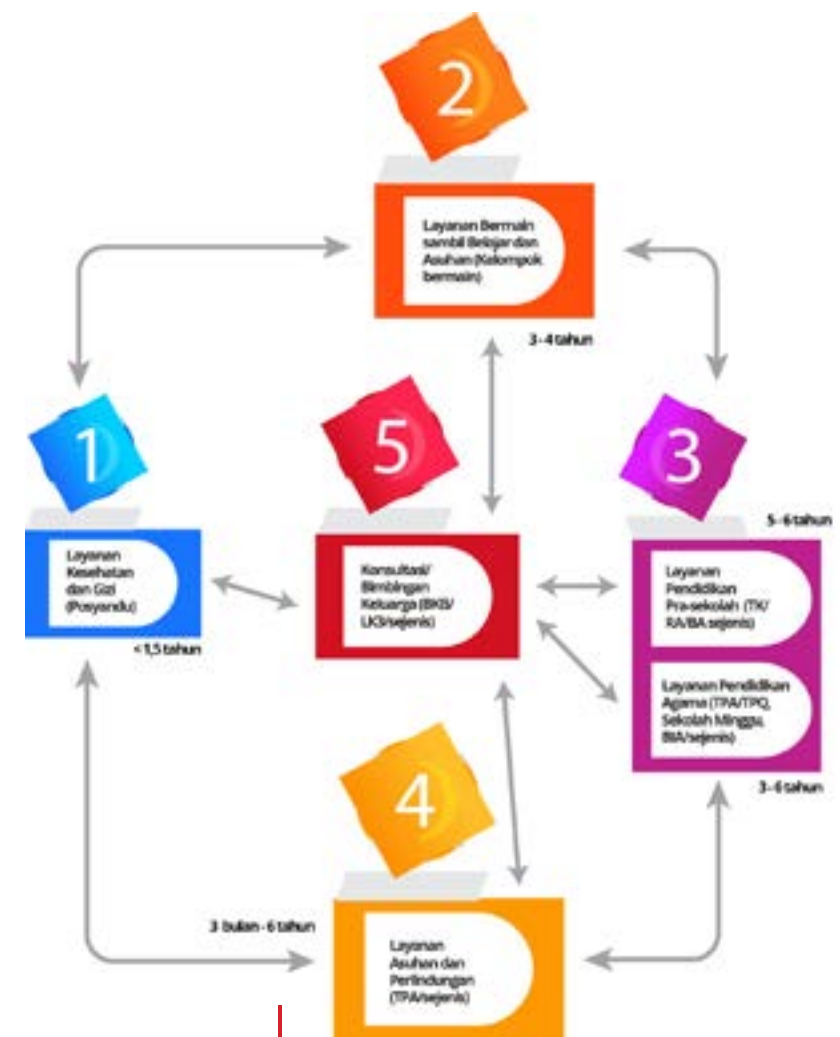 2
Layanan Bermain
sambil Belajar dan
Asuhan (Kelompok
bermain)
3 - 4 tahun
1
Layanan
Kesehatan
dan Gizi
(Posyandu)
< 1,5 tahun
5
Konsultasi/
Bimbingan
Keluarga (BKB/
LK3/sejenis)
3
5 - 6 tahun
Layanan
Pendidikan
Pra-sekolah (TK/
RA/BA sejenis)
Layanan Pendidikan
Agama (TPA/TPQ,
Sekolah Minggu,
BIA/sejenis)
3 - 6 tahun
4
3 bulan - 6 tahun
Layanan
Asuhan dan
Perlindungan
(TPA/sejenis)